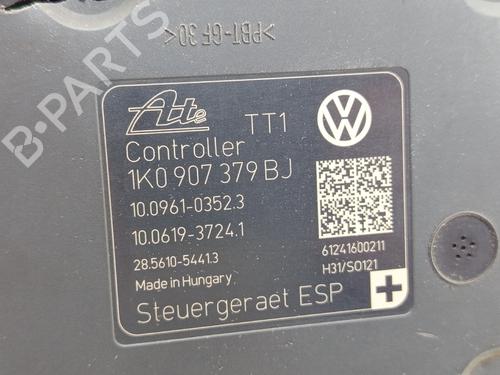 >PBT-GF30<
B-PARTS
Ate
TT1
Controller
1K0 907 379 BJ
10.0961-0352.3
10.0619-3724.1
28.5610-5441.3
61241600211
Made in Hungary
H31/S0121
Steuergeraet ESP